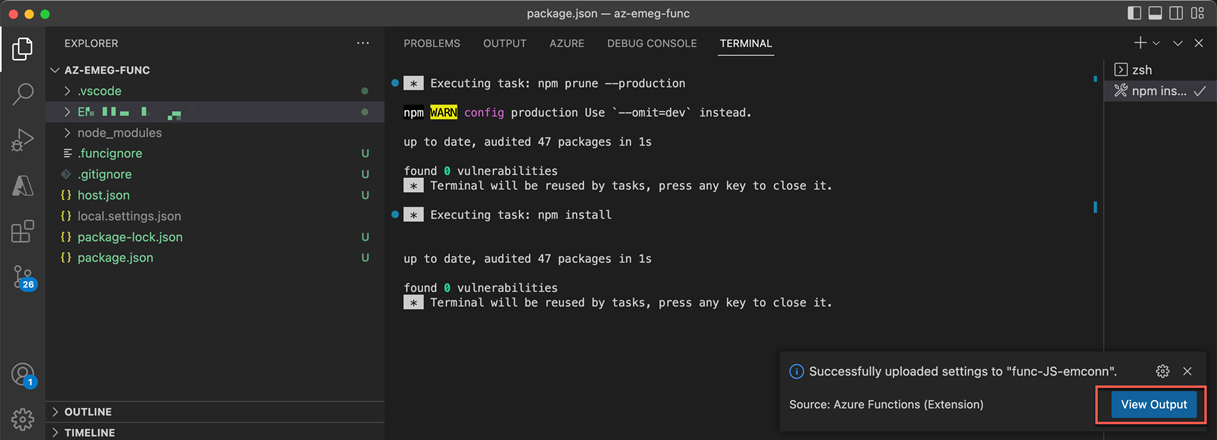 package.json — az-emeg-func
EXPLORER
AZ-EMEG-FUNC
.vscode
node_modules
.funcignore U
.gitignore U
{} host.json U
{} local.settings.json
{} package-lock.json U
{} package.json U
26
1
OUTLINE
TIMELINE
PROBLEMS OUTPUT AZURE DEBUG CONSOLE TERMINAL
* Executing task: npm prune --production
npm WARN config production Use `--omit=dev` instead.
up to date, audited 47 packages in 1s
found 0 vulnerabilities
* Terminal will be reused by tasks, press any key to close it.
* Executing task: npm install
up to date, audited 47 packages in 1s
found 0 vulnerabilities
* Terminal will be reused by tasks, press any key to close it.
zsh
npm ins...
Successfully uploaded settings to "func-JS-emconn".
Source: Azure Functions (Extension)
View Output